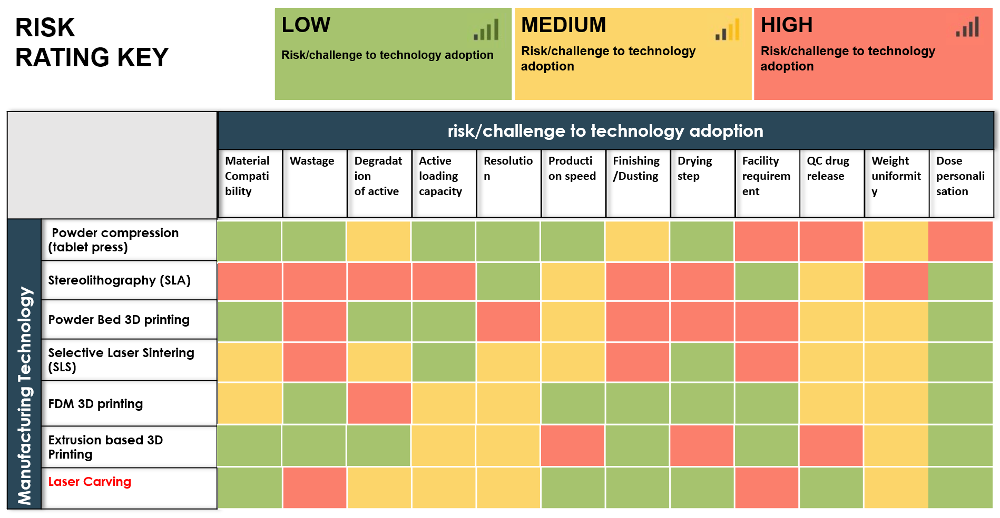 RISK
RATING KEY
LOW
Risk/challenge to technology adoption
MEDIUM
Risk/challenge to technology
adoption
HIGH
Risk/challenge to technology
adoption
risk/challenge to technology adoption
Material
Compati
bility
Wastage
Degradat
ion
of active
Active
loading
capacity
Resolutio
n
Producti
on speed
Finishing
/Dusting
Drying
step
Facility
requirem
ent
QC drug
release
Weight
uniformit
y
Dose
personali
sation
Manufacturing Technology
Powder compression
(tablet press)
Stereolithography (SLA)
Powder Bed 3D printing
Selective Laser Sintering
(SLS)
FDM 3D printing
Extrusion based 3D
Printing
Laser Carving